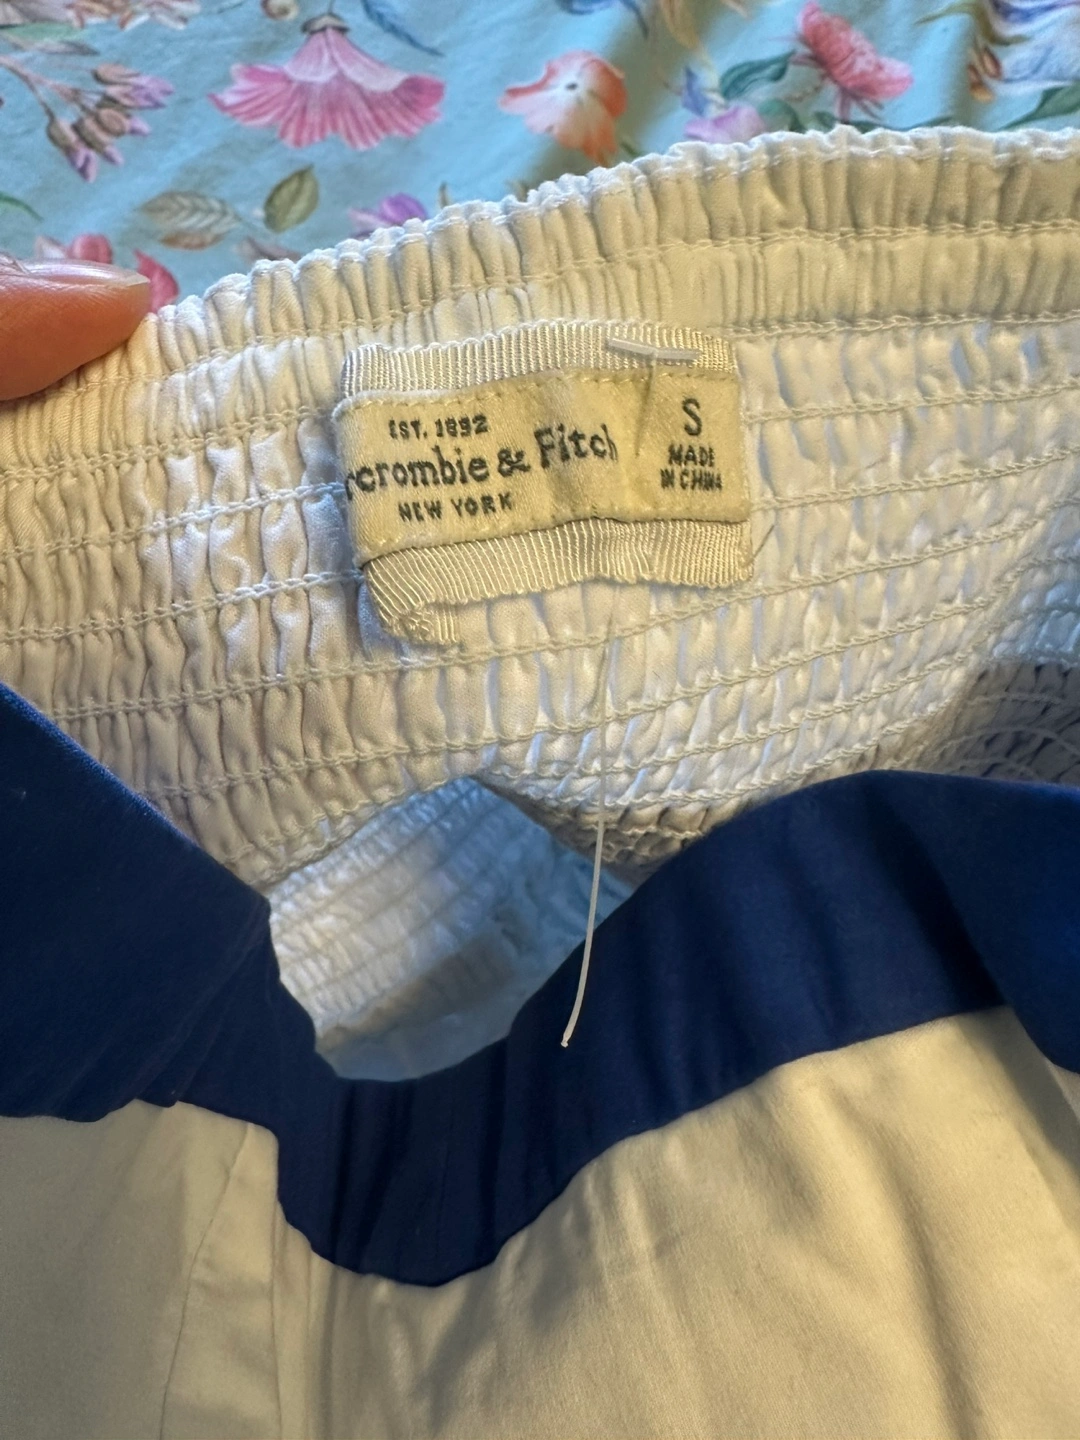 EST. 1892
rcrombie & Fitch
NEW YORK
S
MADE
IN CHINA